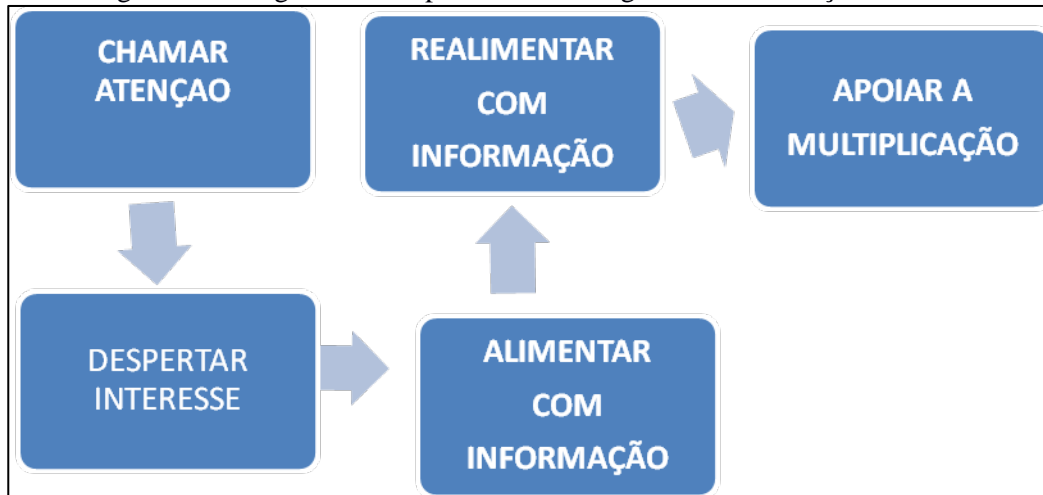 CHAMAR
ATENÇAO
DESPERTAR
INTERESSE
ALIMENTAR
COM
INFORMAÇÃO
REALIMENTAR
COM
INFORMAÇÃO
APOIAR A
MULTIPLICAÇÃO